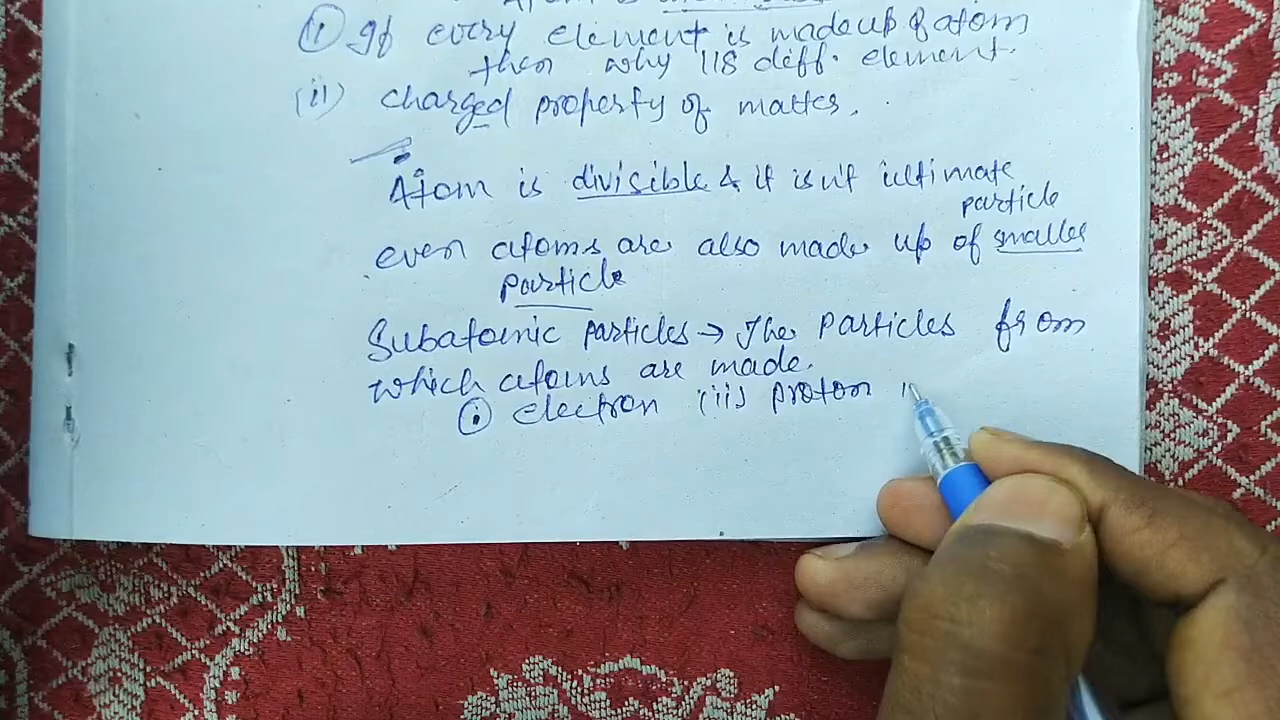 (i) If every element is made up of atom
then why 118 diff. element.
(ii) charged property of matter.
Atom is divisible & it isn't ultimate
particle
even atoms are also made up of smaller
particle
Subatomic particles → The particles from
which atoms are made.
(i) electron (ii) proton